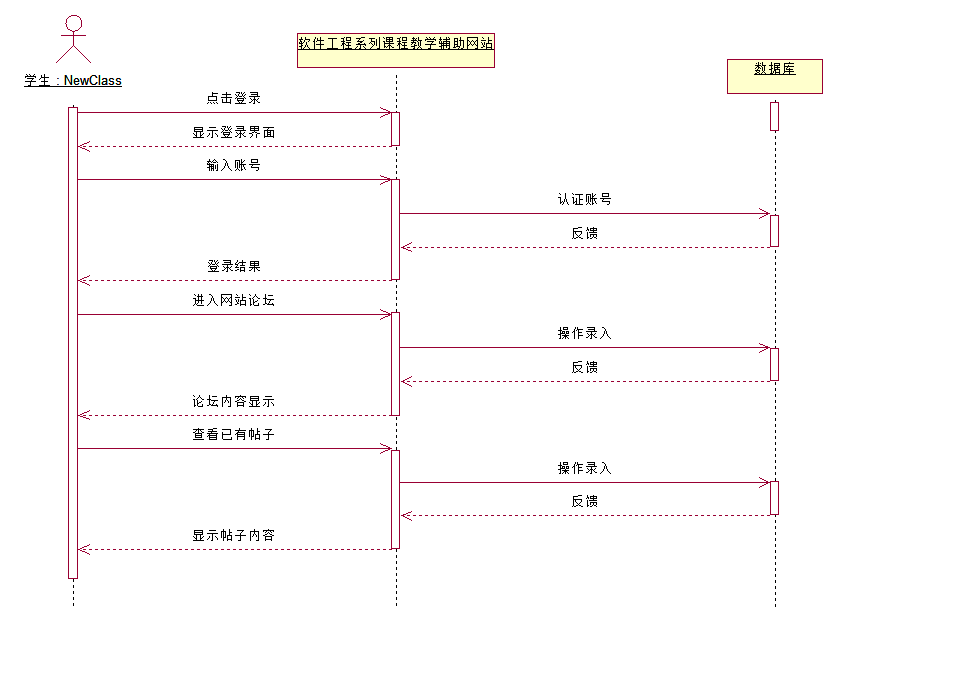 软件工程系列课程教学辅助网站
数据库
学生 : NewClass
点击登录
显示登录界面
输入账号
认证账号
反馈
登录结果
进入网站论坛
操作录入
反馈
论坛内容显示
查看已有帖子
操作录入
反馈
显示帖子内容